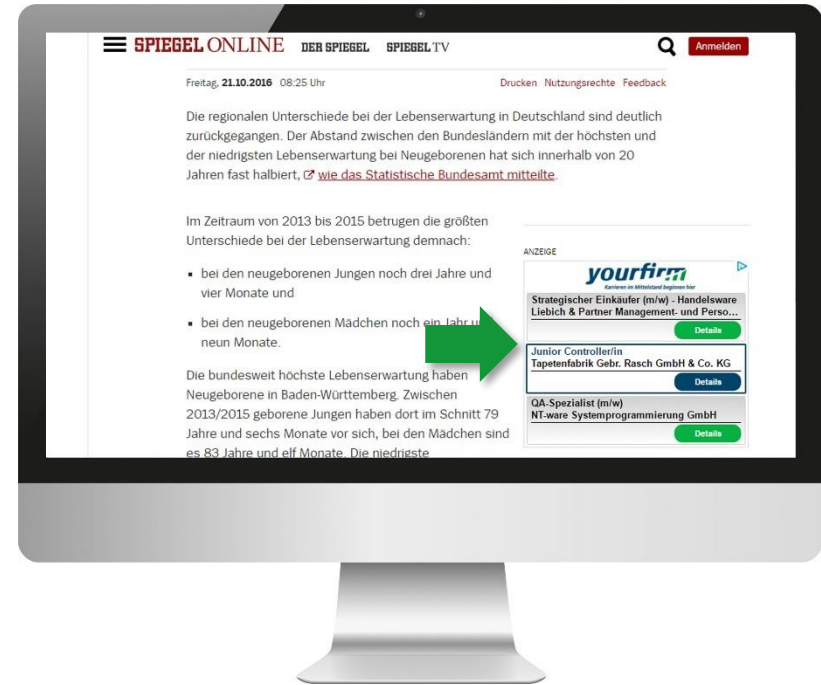 SPIEGEL ONLINE DER SPIEGEL SPIEGEL TV Anmelden
Freitag, 21.10.2016 08:25 Uhr Drucken Nutzungsrechte Feedback
Die regionalen Unterschiede bei der Lebenserwartung in Deutschland sind deutlich
zurückgegangen. Der Abstand zwischen den Bundesländern mit der höchsten und
der niedrigsten Lebenserwartung bei Neugeborenen hat sich innerhalb von 20
Jahren fast halbiert, wie das Statistische Bundesamt mitteilte.
Im Zeitraum von 2013 bis 2015 betrugen die größten
Unterschiede bei der Lebenserwartung demnach:
▪ bei den neugeborenen Jungen noch drei Jahre und
vier Monate und
▪ bei den neugeborenen Mädchen noch ein Jahr
neun Monate.
Die bundesweit höchste Lebenserwartung haben
Neugeborene in Baden-Württemberg. Zwischen
2013/2015 geborene Jungen haben dort im Schnitt 79
Jahre und sechs Monate vor sich, bei den Mädchen sind
es 83 Jahre und elf Monate. Die niedrigste
ANZEIGE
yourfirm
Karrieren im Mittelstand beginnen hier
Strategischer Einkäufer (m/w) - Handelsware
Liebich & Partner Management- und Perso...
Details
Junior Controller/in
Tapetenfabrik Gebr. Rasch GmbH & Co. KG
Details
QA-Spezialist (m/w)
NT-ware Systemprogrammierung GmbH
Details